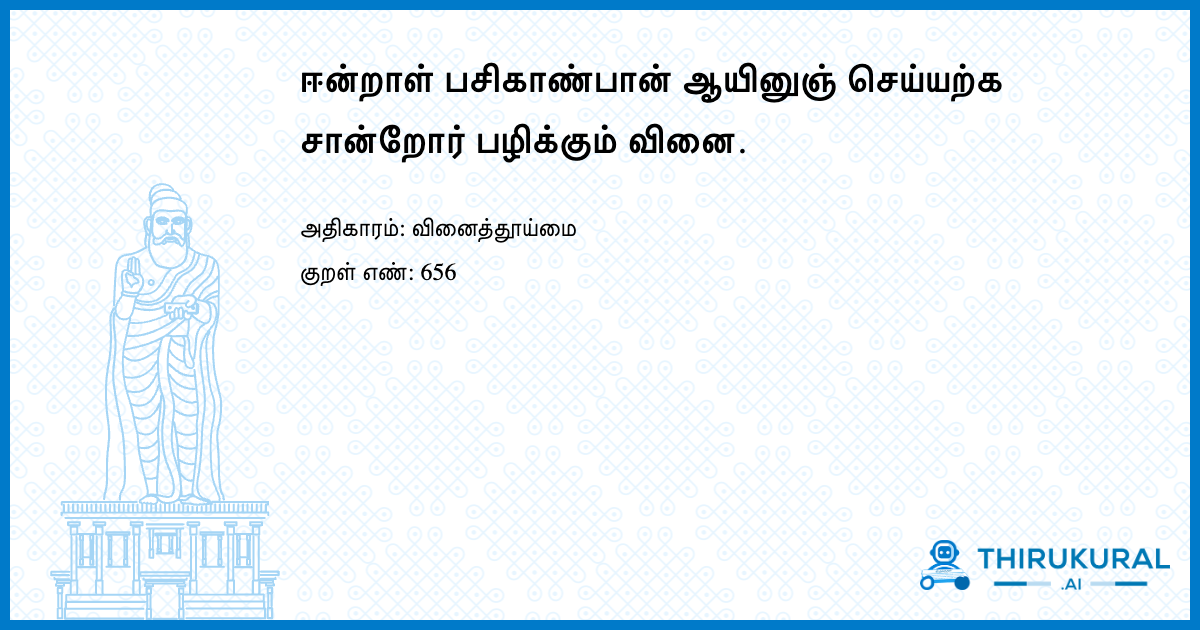 ஈன்றாள் பசிகாண்பான் ஆயினுஞ் செய்யற்க
சான்றோர் பழிக்கும் வினை.
அதிகாரம்: வினைத்தூய்மை
குறள் எண்: 656
THIRUKURAL
.AI